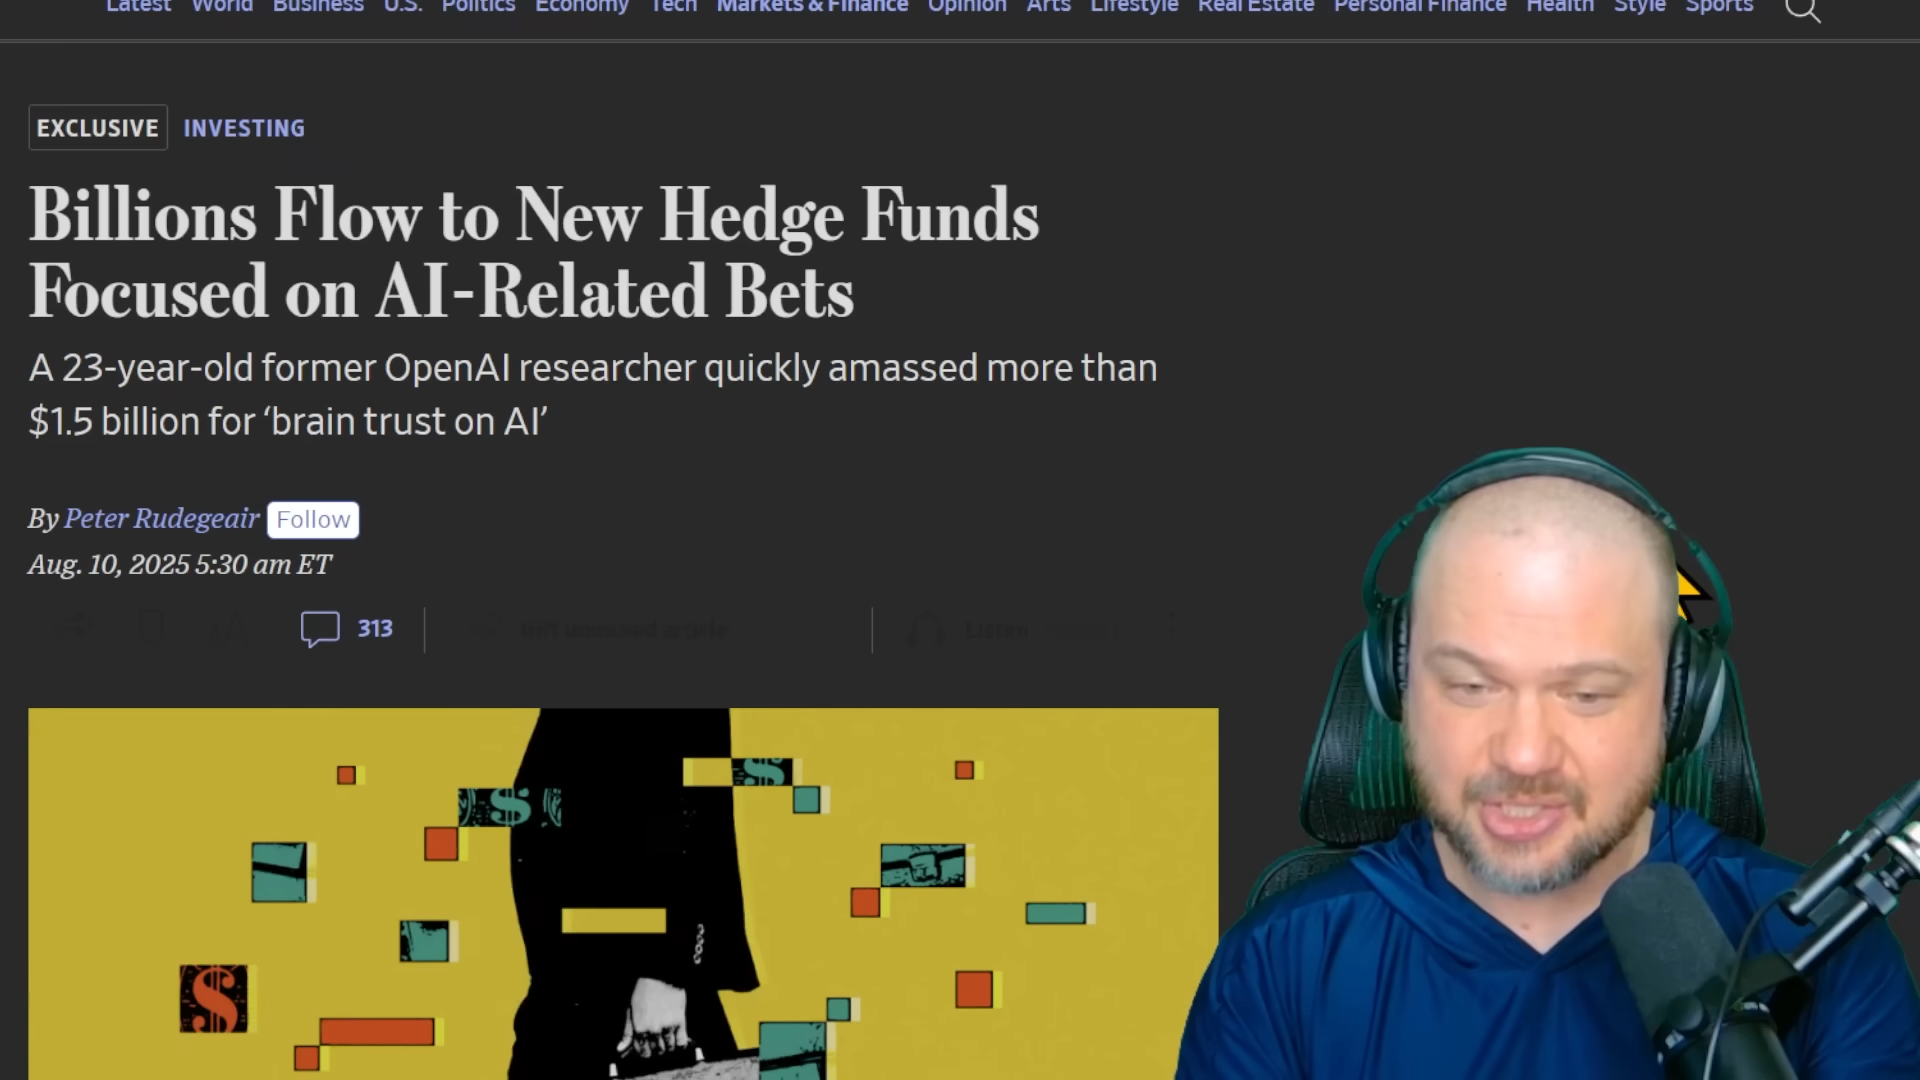 Latest World Business U.S. Politics Economy Tech Markets & Finance Opinion Arts Lifestyle Real Estate Personal Finance Health Style Sports
EXCLUSIVE INVESTING
Billions Flow to New Hedge Funds
Focused on AI-Related Bets
A 23-year-old former OpenAI researcher quickly amassed more than
$1.5 billion for ‘brain trust on AI’
By Peter Rudegeair Follow
Aug. 10, 2025 5:30 am ET
313
Listen
$
$
$